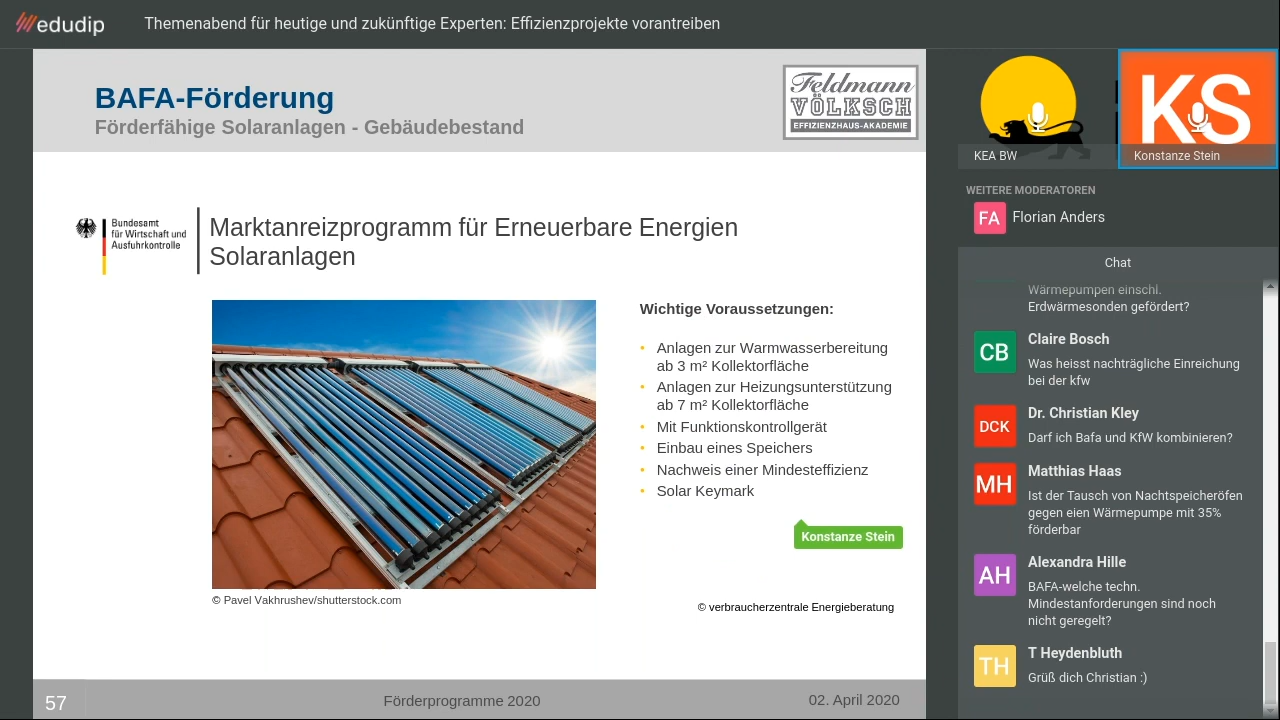 edudip
Themenabend für heutige und zukünftige Experten: Effizienzprojekte vorantreiben
BAFA-Förderung
Förderfähige Solaranlagen - Gebäudebestand
Feldmann
VÖLKSCH
EFFIZIENZHAUS-AKADEMIE
Bundesamt
für Wirtschaft und
Ausfuhrkontrolle
Marktanreizprogramm für Erneuerbare Energien
Solaranlagen
Wichtige Voraussetzungen:
• Anlagen zur Warmwasserbereitung
ab 3 m² Kollektorfläche
• Anlagen zur Heizungsunterstützung
ab 7 m² Kollektorfläche
• Mit Funktionskontrollgerät
• Einbau eines Speichers
• Nachweis einer Mindesteffizienz
• Solar Keymark
Konstanze Stein
© Pavel Vakhrushev/shutterstock.com
© verbraucherzentrale Energieberatung
57
Förderprogramme 2020
02. April 2020
KEA BW
KS
Konstanze Stein
WEITERE MODERATOREN
FA
Florian Anders
Chat
Wärmepumpen einschl.
Erdwärmesonden gefördert?
CB
Claire Bosch
Was heisst nachträgliche Einreichung
bei der kfw
DCK
Dr. Christian Kley
Darf ich Bafa und KfW kombinieren?
MH
Matthias Haas
Ist der Tausch von Nachtspeicheröfen
gegen eien Wärmepumpe mit 35%
förderbar
AH
Alexandra Hille
BAFA-welche techn.
Mindestanforderungen sind noch
nicht geregelt?
TH
T Heydenbluth
Grüß dich Christian :)